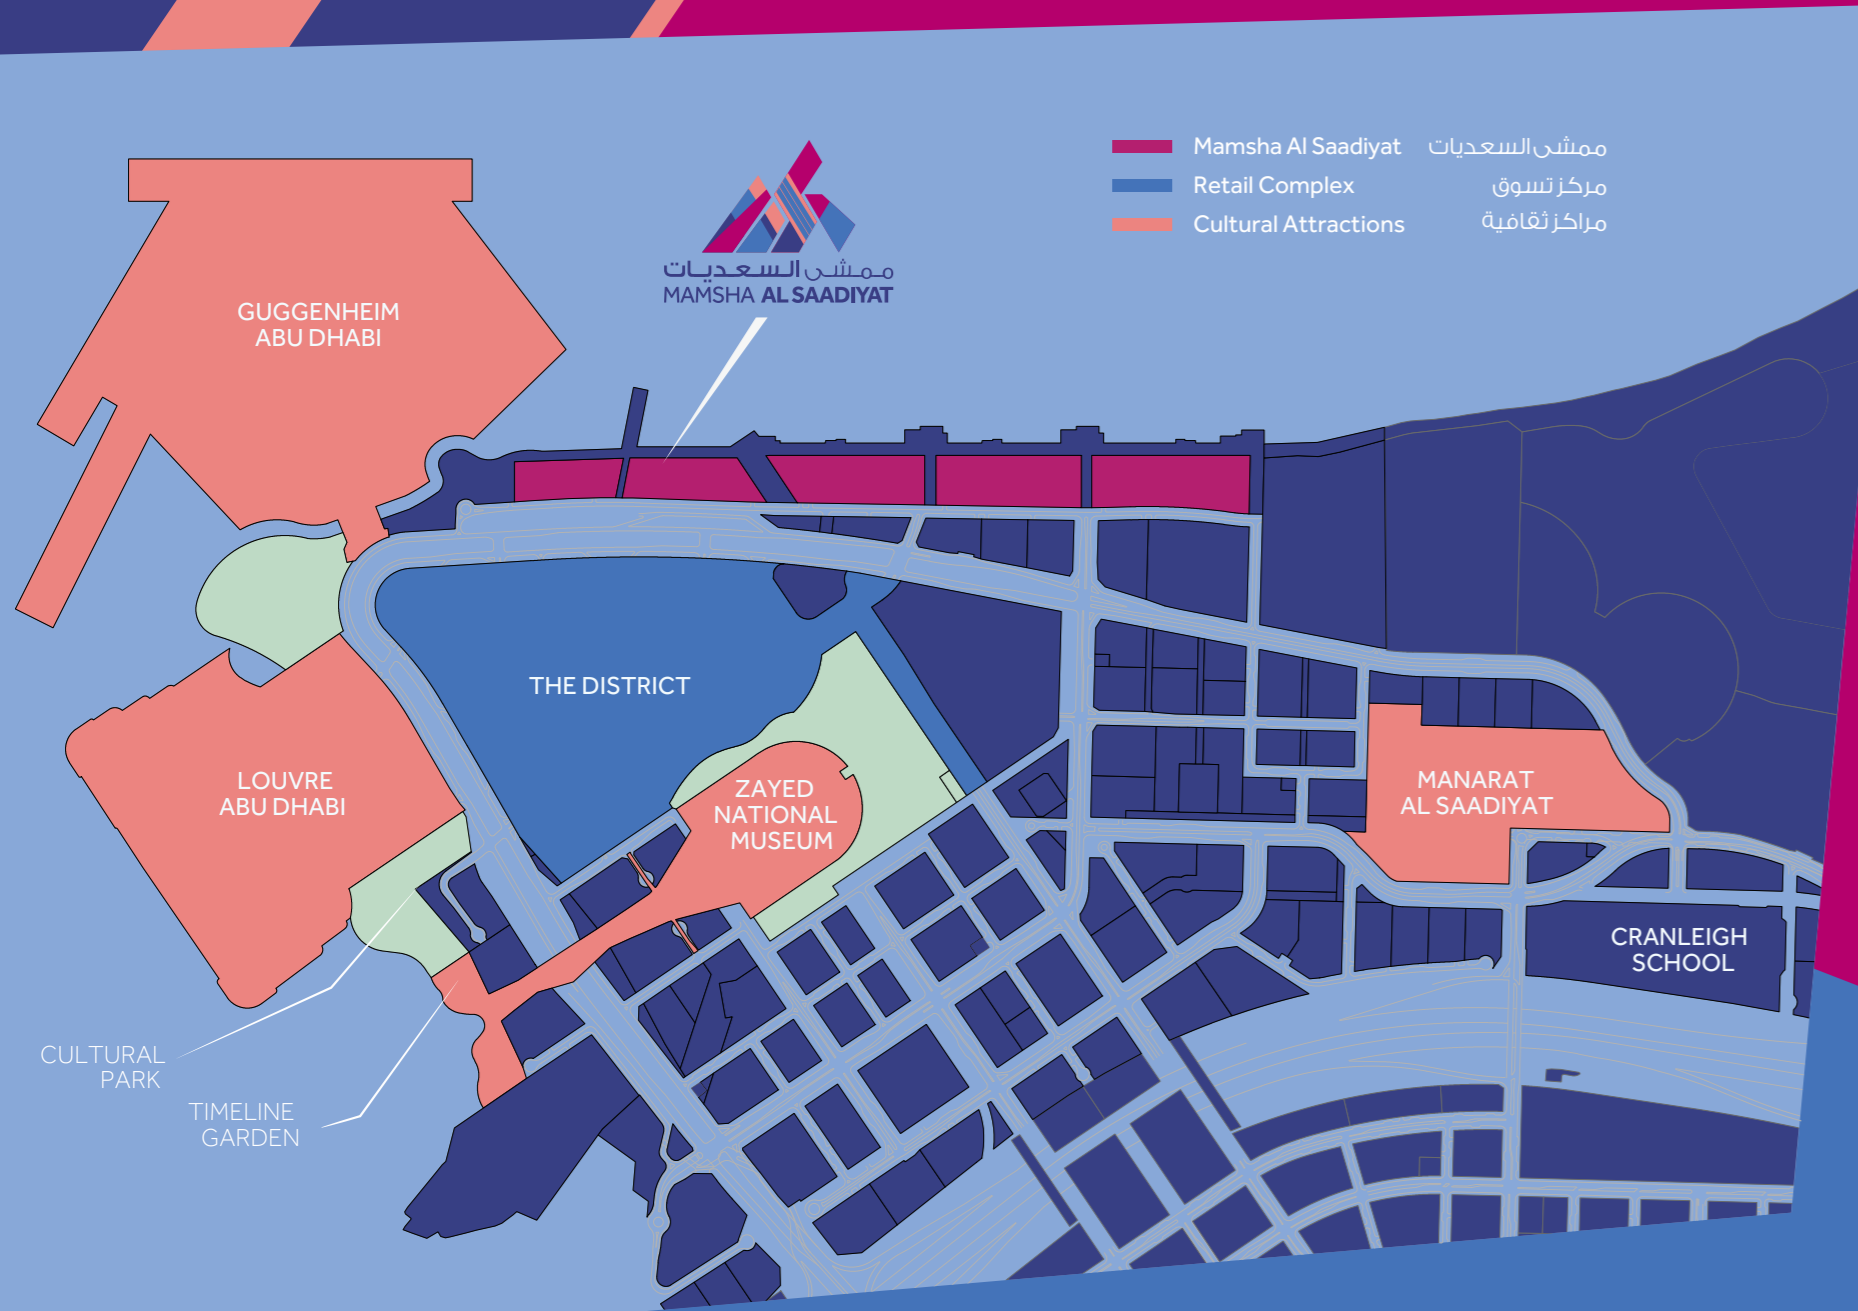 ممشى السعديات
MAMSHA AL SAADIYAT
Mamsha Al Saadiyat ممشى السعديات
Retail Complex مركز تسوق
Cultural Attractions مراكز ثقافية
GUGGENHEIM
ABU DHABI
THE DISTRICT
LOUVRE
ABU DHABI
ZAYED
NATIONAL
MUSEUM
MANARAT
AL SAADIYAT
CRANLEIGH
SCHOOL
CULTURAL
PARK
TIMELINE
GARDEN